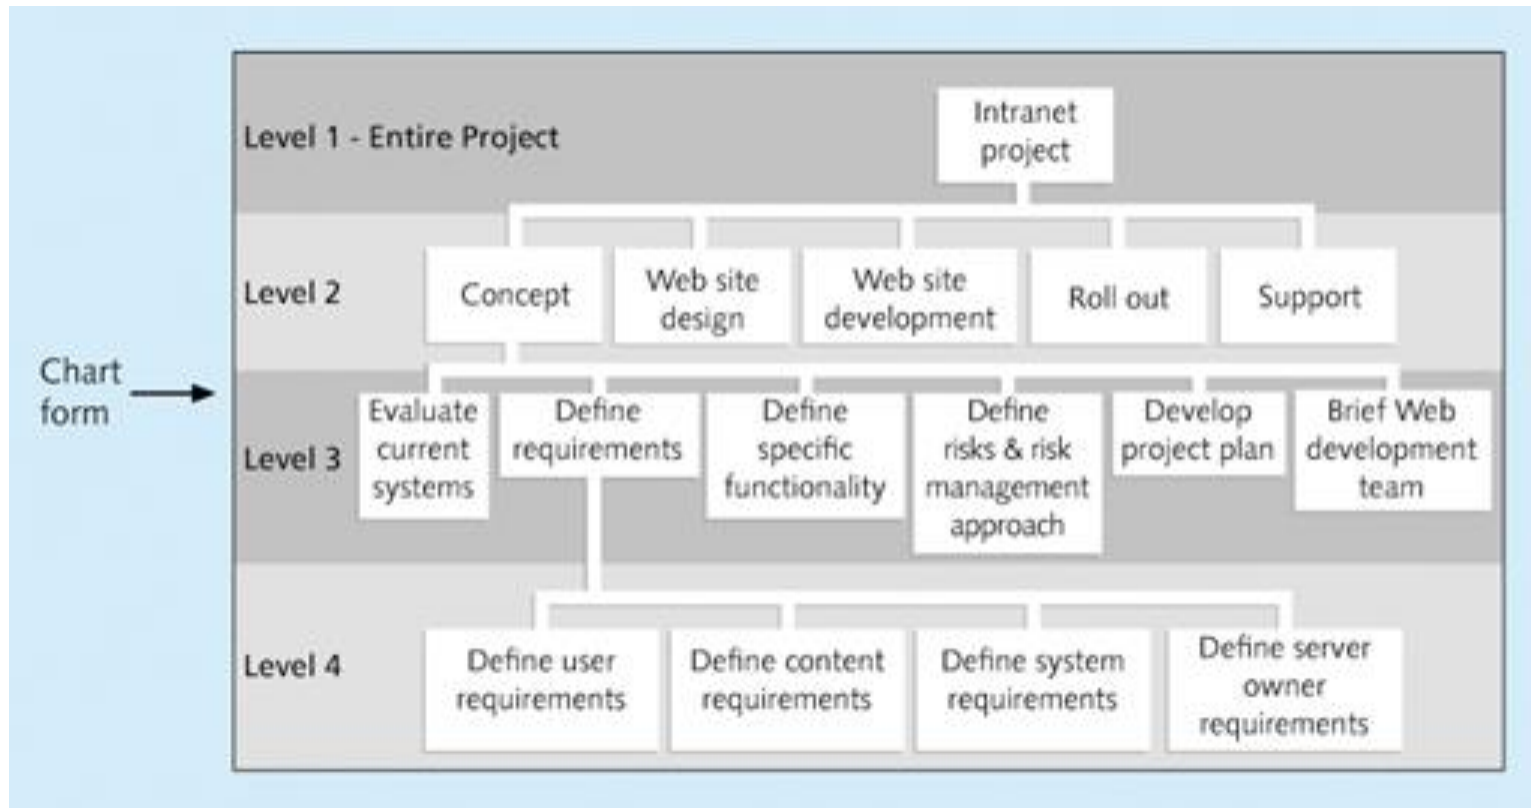 Chart
form
Level 1 - Entire Project
Intranet
project
Level 2
Concept
Web site
design
Web site
development
Roll out
Support
Level 3
Evaluate
current
systems
Define
requirements
Define
specific
functionality
Define
risks & risk
management
approach
Develop
project plan
Brief Web
development
team
Level 4
Define user
requirements
Define content
requirements
Define system
requirements
Define server
owner
requirements